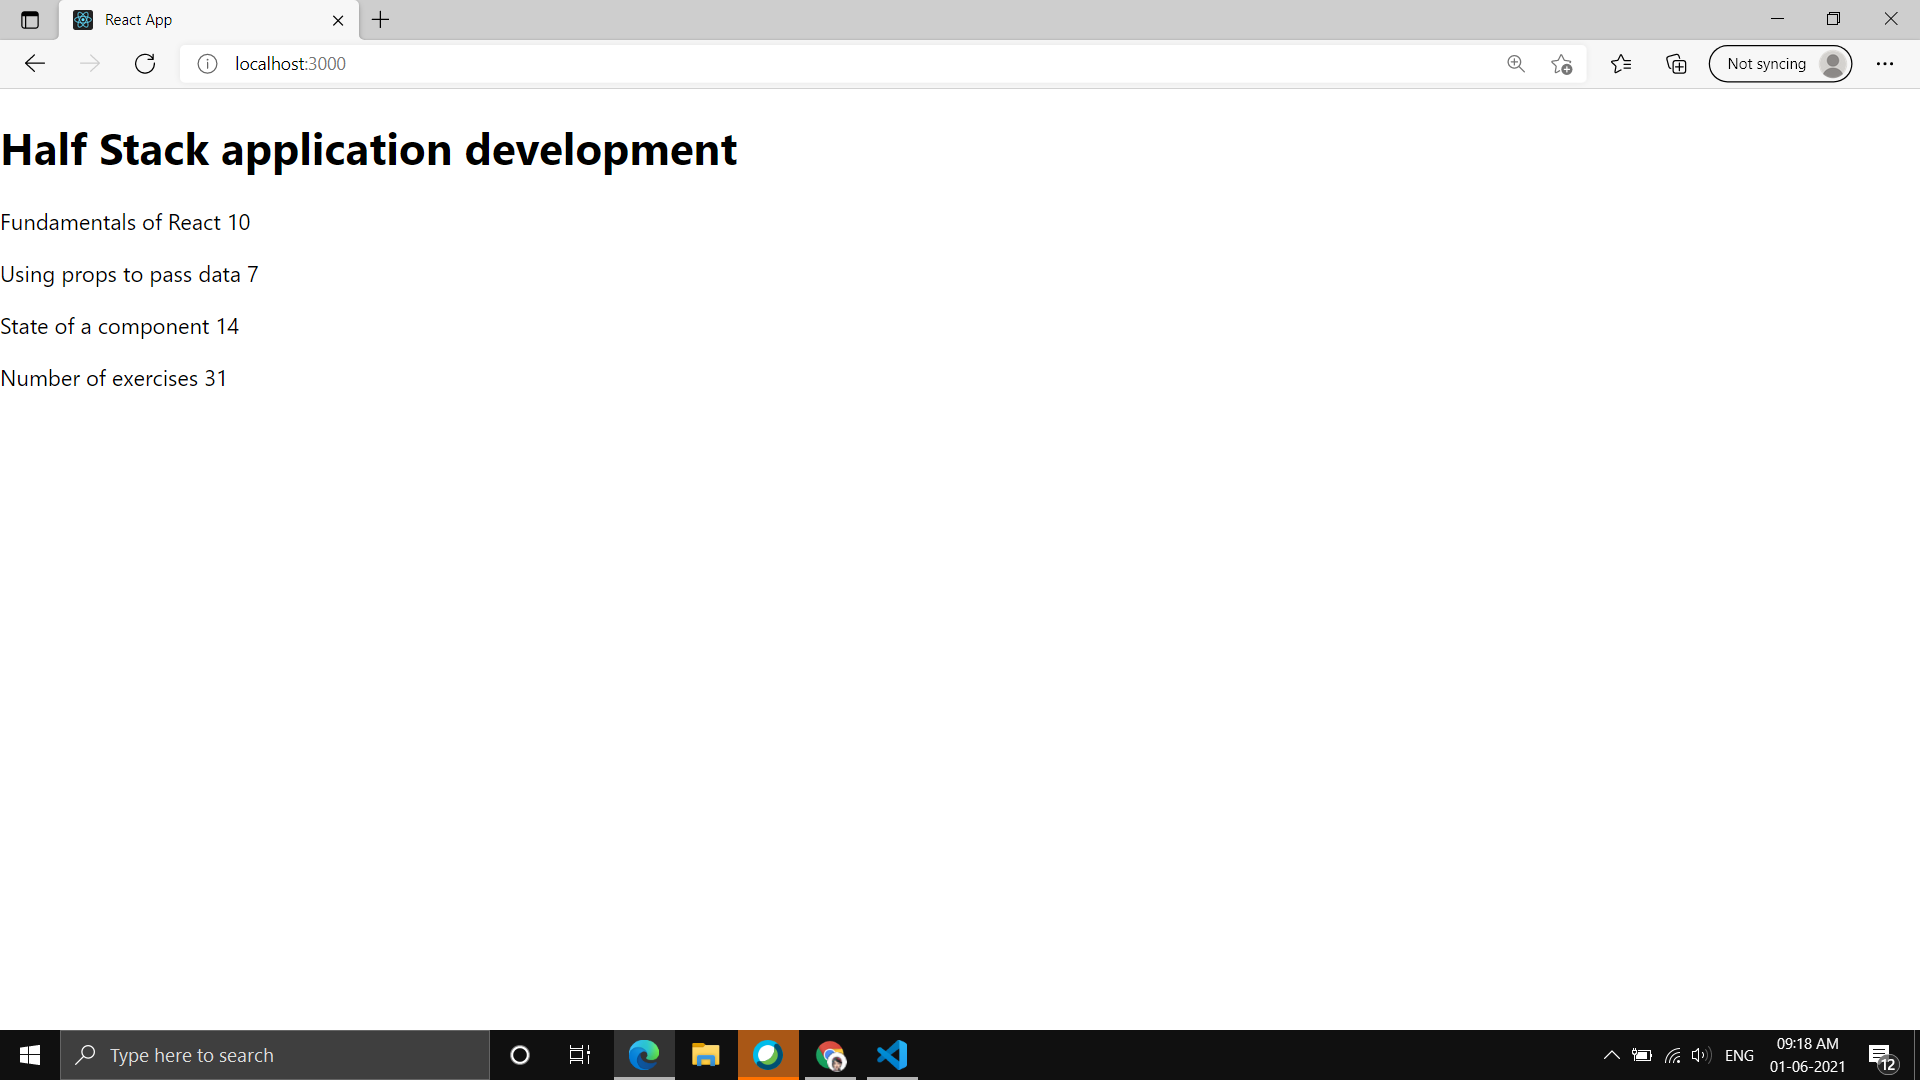 React App
localhost:3000
Not syncing
Half Stack application development
Fundamentals of React 10
Using props to pass data 7
State of a component 14
Number of exercises 31
Type here to search
ENG
09:18 AM
01-06-2021
12